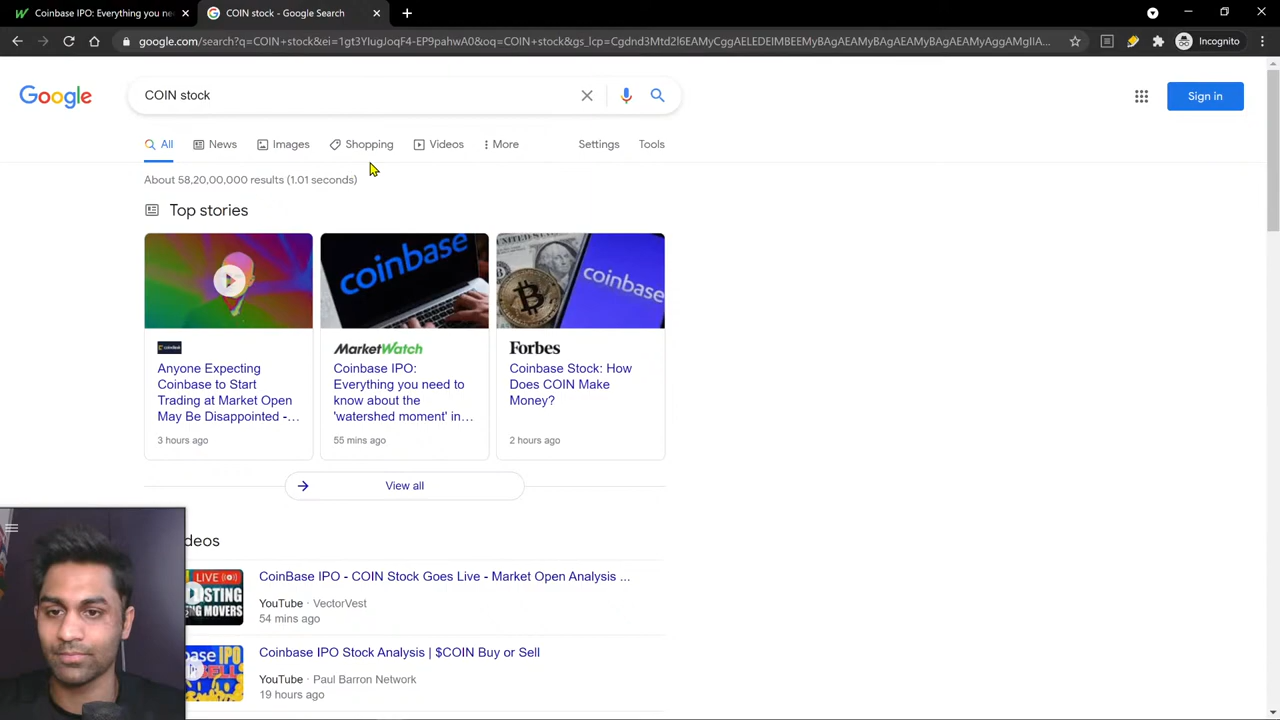 Coinbase IPO: Everything you nee
COIN stock - Google Search
google.com/search?q=COIN+stock&ei=1gt3YIugJoqF4-EP9pahwA0&oq=COIN+stock&gs_lcp=Cgdnd3Mtd2l6EAMyCggAELEDEIMBEEMyBAgAEAMyBAgAEAMyBAgAEAMyBAgAEAMyAggAMgIIA...
Incognito
Google
COIN stock
Sign in
All
News
Images
Shopping
Videos
More
Settings
Tools
About 58,20,00,000 results (1.01 seconds)
Top stories
coinbase
coinbase
MarketWatch
Forbes
Anyone Expecting
Coinbase to Start
Trading at Market Open
May Be Disappointed -...
3 hours ago
Coinbase IPO:
Everything you need to
know about the
'watershed moment' in...
55 mins ago
Coinbase Stock: How
Does COIN Make
Money?
2 hours ago
View all
deos
LIVE
CoinBase IPO - COIN Stock Goes Live - Market Open Analysis ...
YouTube · VectorVest
54 mins ago
Coinbase IPO Stock Analysis | $COIN Buy or Sell
YouTube · Paul Barron Network
19 hours ago